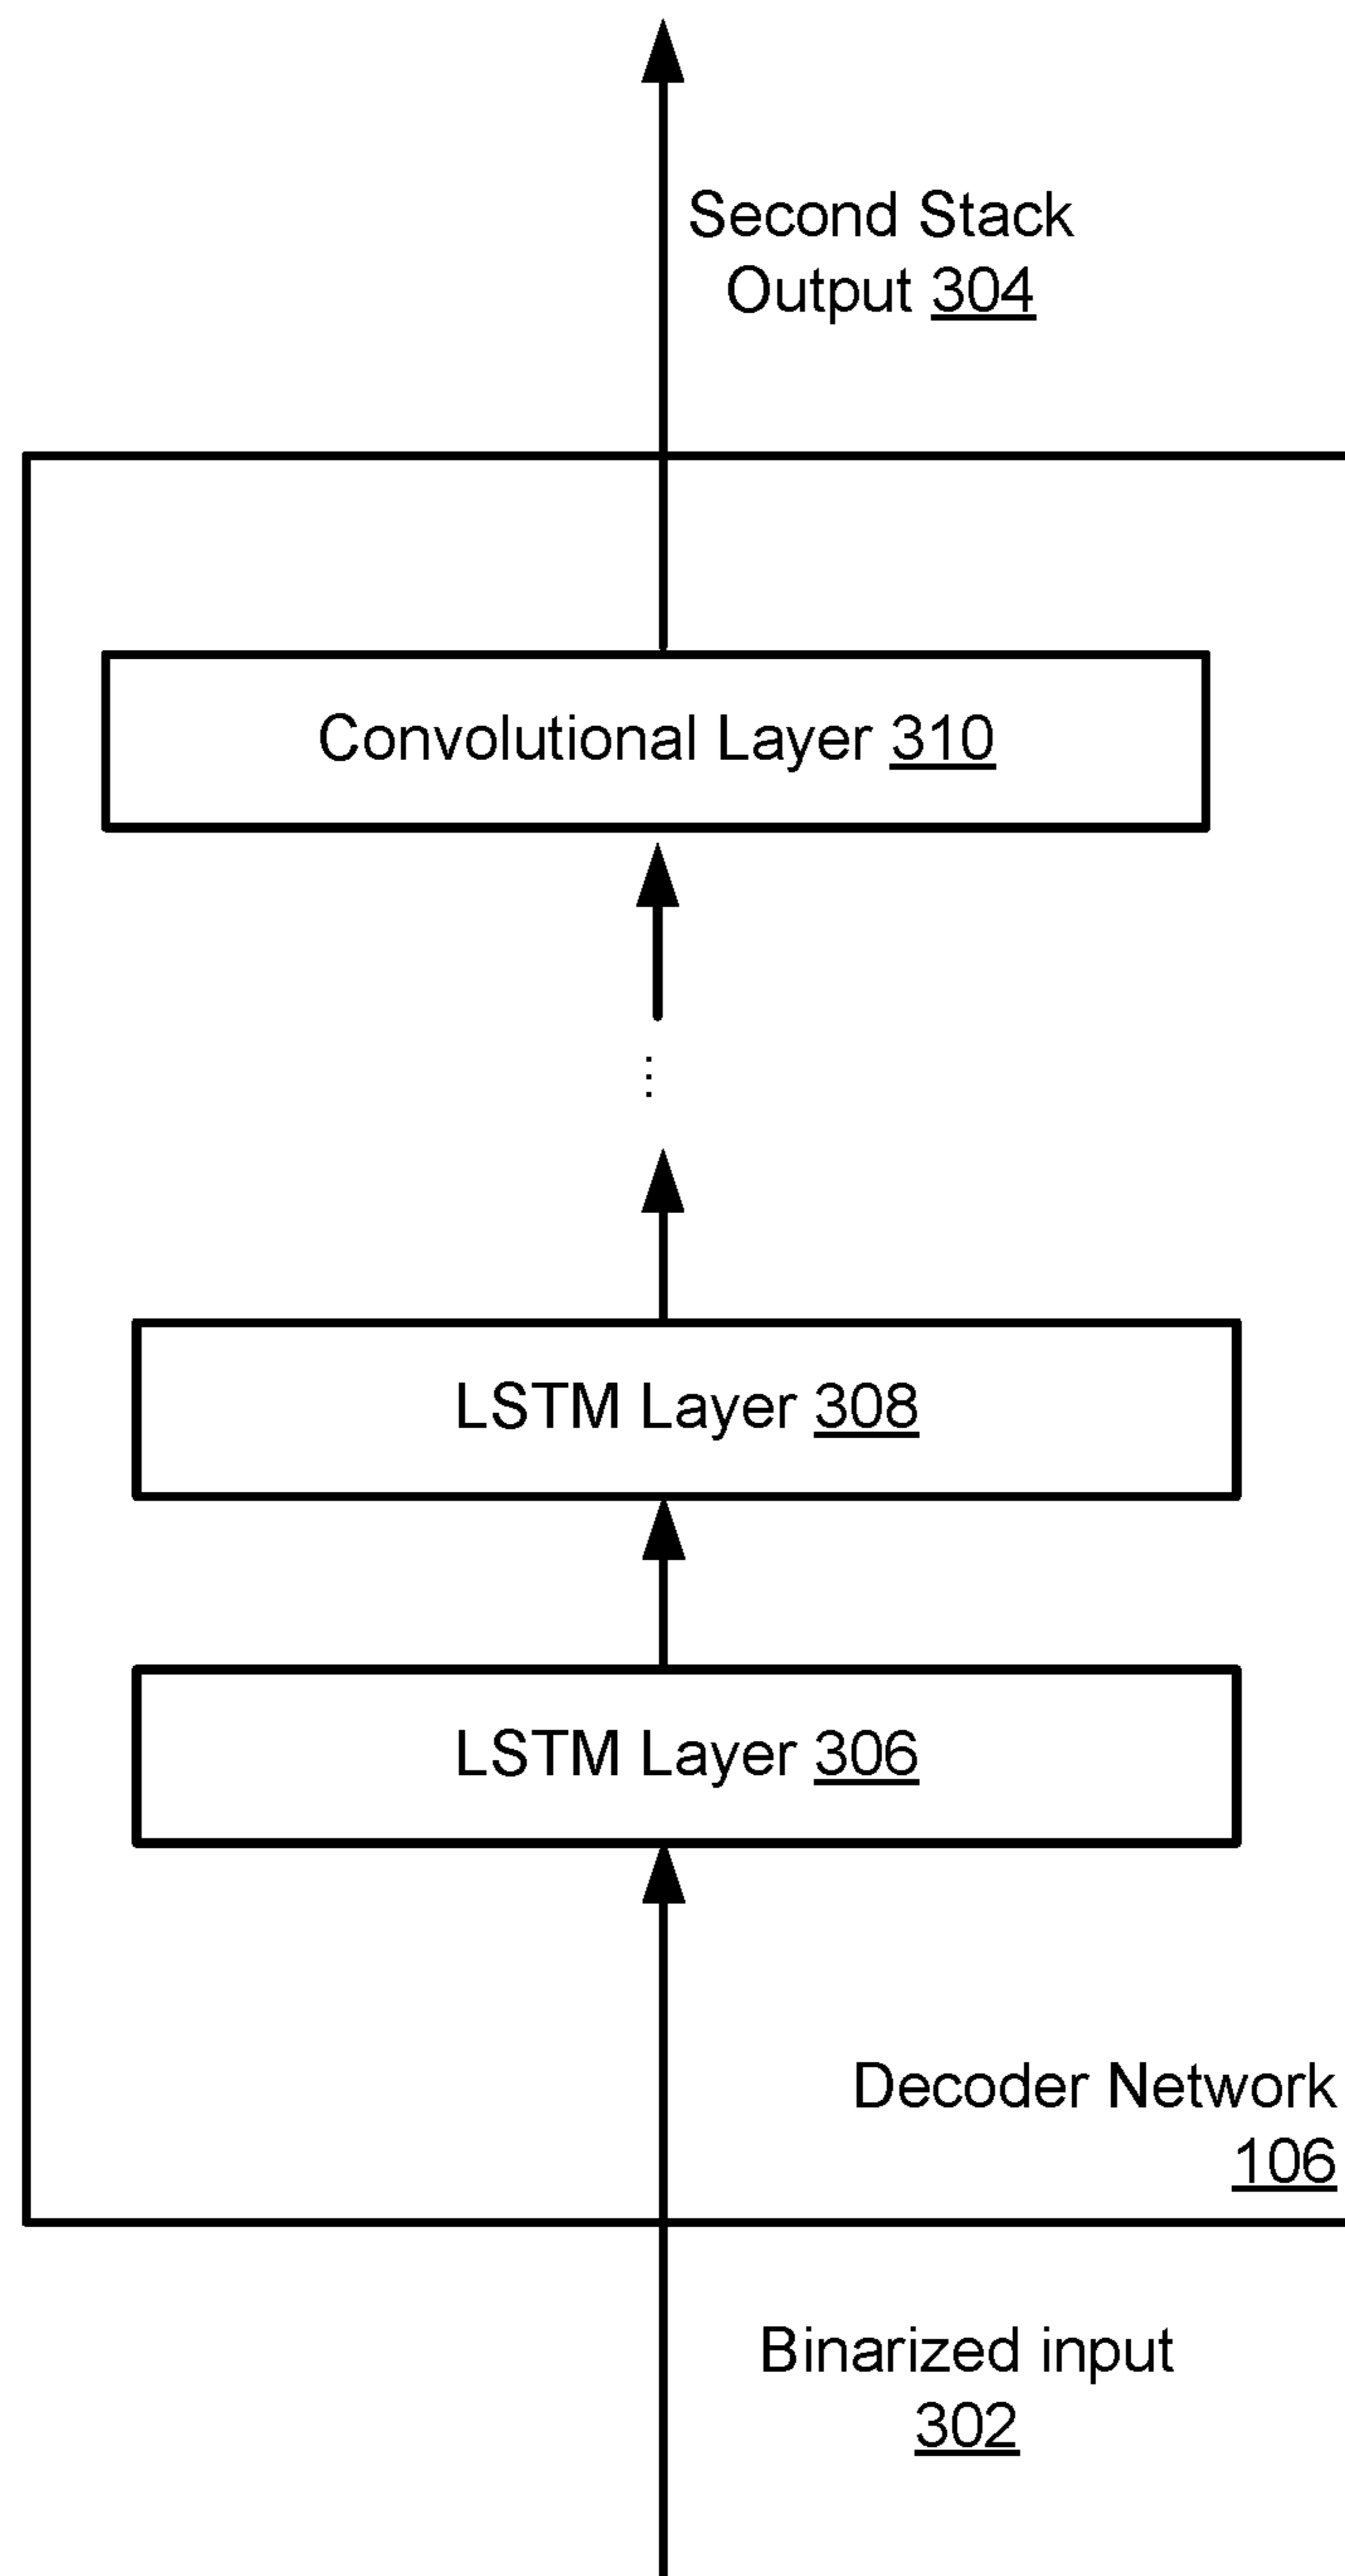 Second Stack
Output 304
Convolutional Layer 310
⋮
LSTM Layer 308
LSTM Layer 306
Decoder Network
106
Binarized input
302